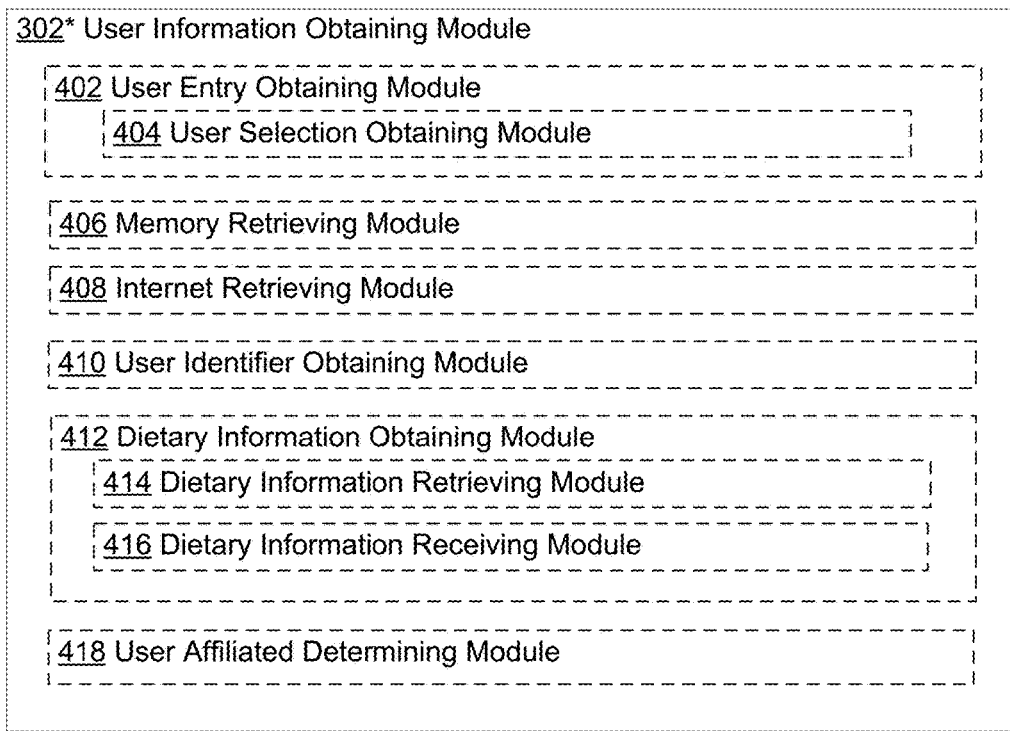 302* User Information Obtaining Module
402 User Entry Obtaining Module
404 User Selection Obtaining Module
406 Memory Retrieving Module
408 Internet Retrieving Module
410 User Identifier Obtaining Module
412 Dietary Information Obtaining Module
414 Dietary Information Retrieving Module
416 Dietary Information Receiving Module
418 User Affiliated Determining Module